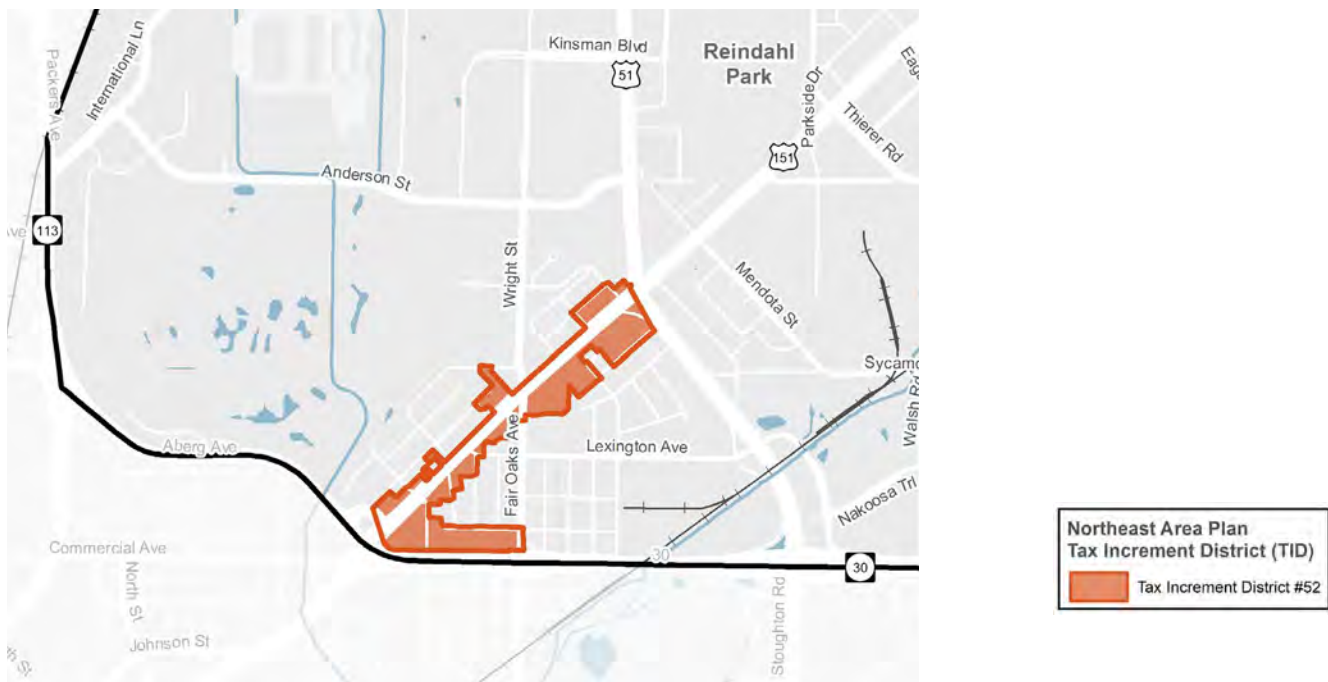 Packers Ave
International Ln
Kinsman Blvd
51
Reindahl
Park
Parkside Dr
Thierer Rd
151
Anderson St
113
Wright St
Mendota St
Walsh Rd
Fair Oaks Ave
Lexington Ave
Aberg Ave
Nakoosa Trl
Commercial Ave
North St
Johnson St
30
30
Stoughton Rd
Northeast Area Plan
Tax Increment District (TID)
Tax Increment District #52